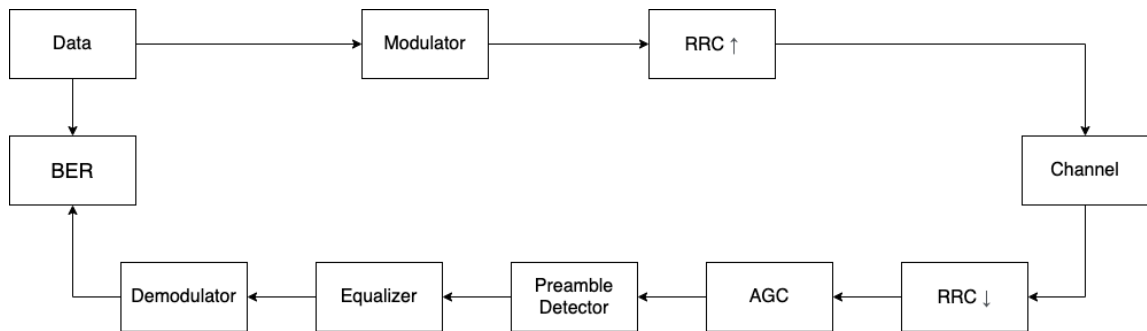 Data
Modulator
RRC ↑
BER
Channel
Demodulator
Equalizer
Preamble
Detector
AGC
RRC ↓